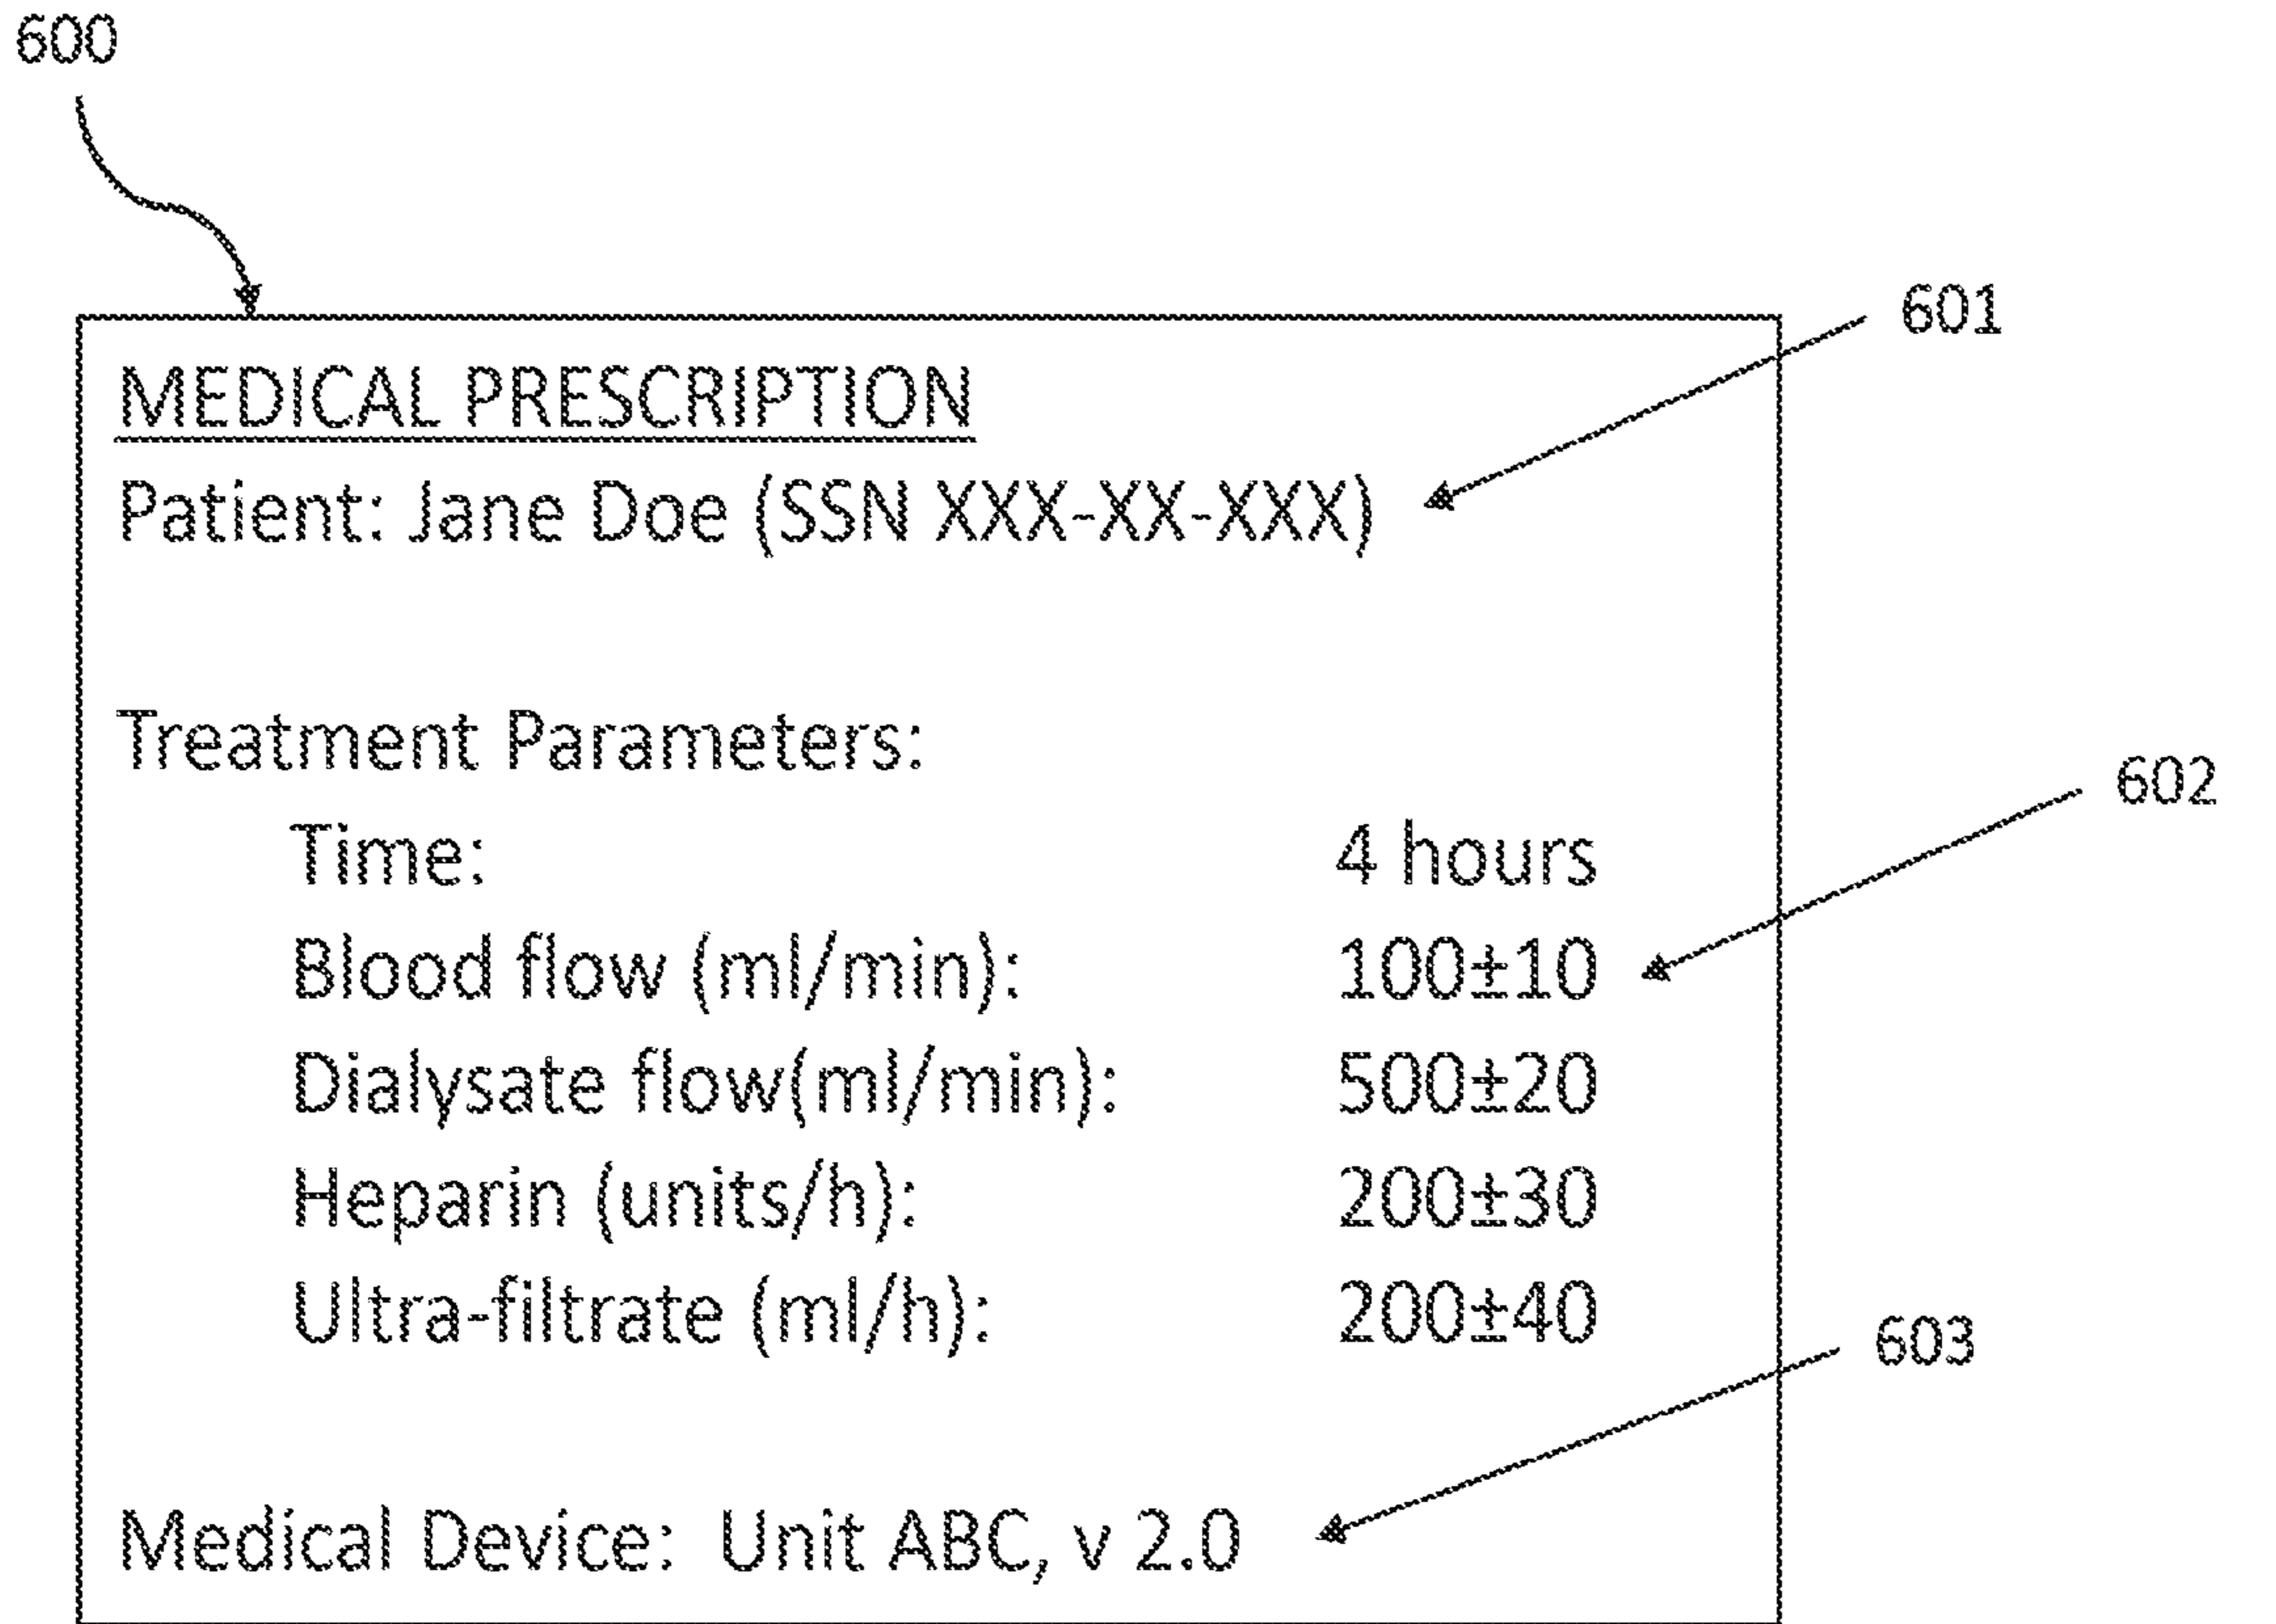 600
601
MEDICAL PRESCRIPTION
Patient: Jane Doe (SSN XXX-XX-XXX)
Treatment Parameters:
602
Time: 4 hours
Blood flow (ml/min): 100±10
Dialysate flow(ml/min): 500±20
Heparin (units/h): 200±30
Ultra-filtrate (ml/h): 200±40
603
Medical Device: Unit ABC, v 2.0